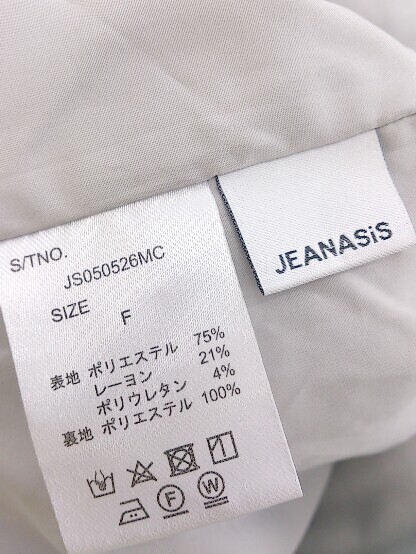 S/TNO.
JS050526MC
SIZE
F
表地 ポリエステル 75%
レーヨン 21%
ポリウレタン 4%
裏地 ポリエステル 100%
F W
JEANASiS